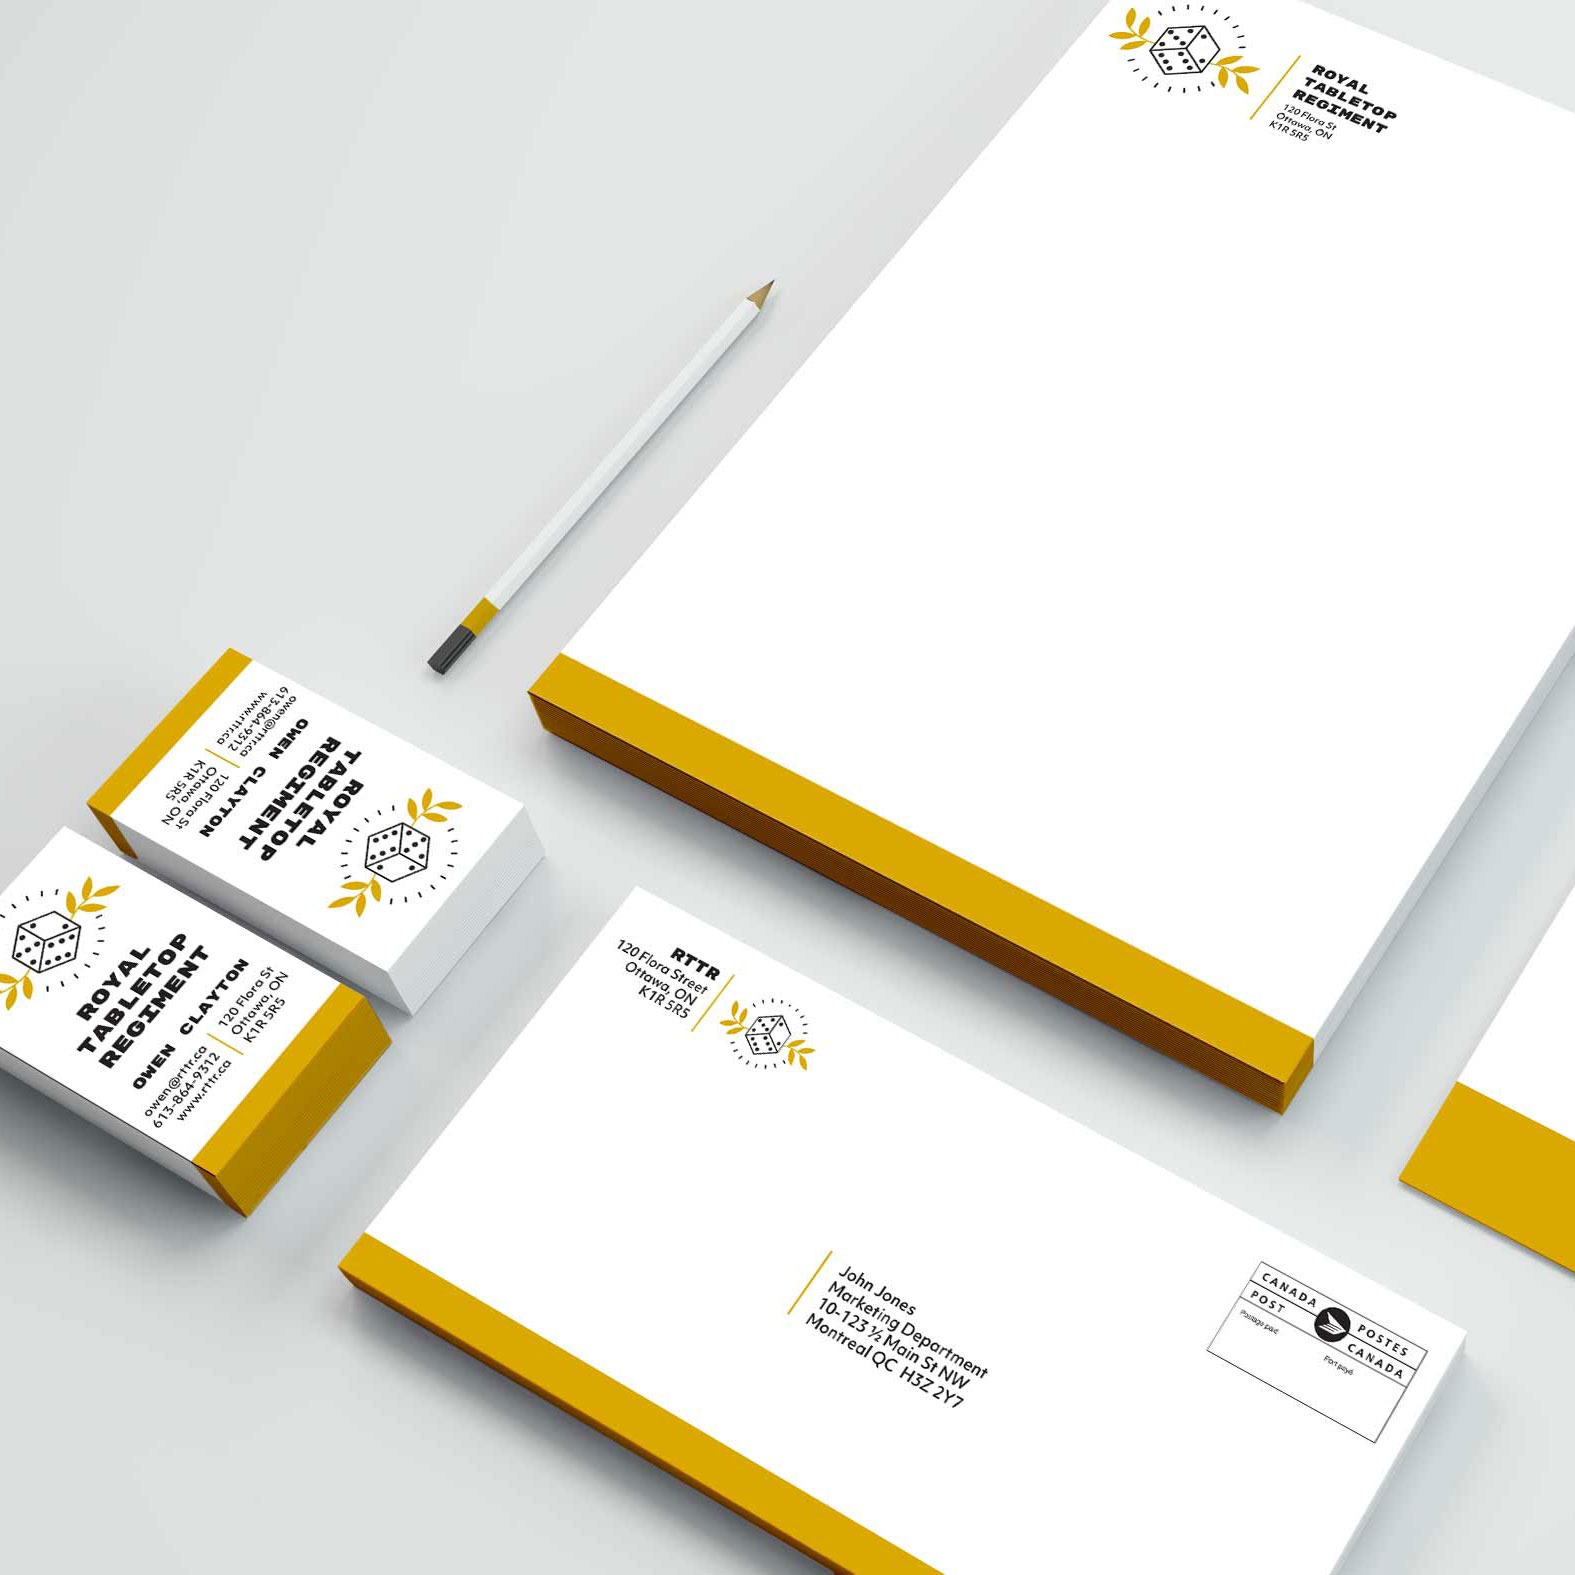 ROYAL
TABLETOP
REGIMENT
120 Flora St
Ottawa, ON
K1R 5R5
ROYAL
TABLETOP
REGIMENT
OWEN CLAYTON
owen@rttr.ca
613-864-9312
www.rttr.ca
120 Flora St
Ottawa, ON
K1R 5R5
ROYAL
TABLETOP
REGIMENT
OWEN CLAYTON
owen@rttr.ca
613-864-9312
www.rttr.ca
120 Flora St
Ottawa, ON
K1R 5R5
RTTR
120 Flora Street
Ottawa, ON
K1R 5R5
John Jones
Marketing Department
10-123 ½ Main St NW
Montreal QC H3Z 2Y7
CANADA
POST
POSTES
CANADA
Postage paid
Port payé